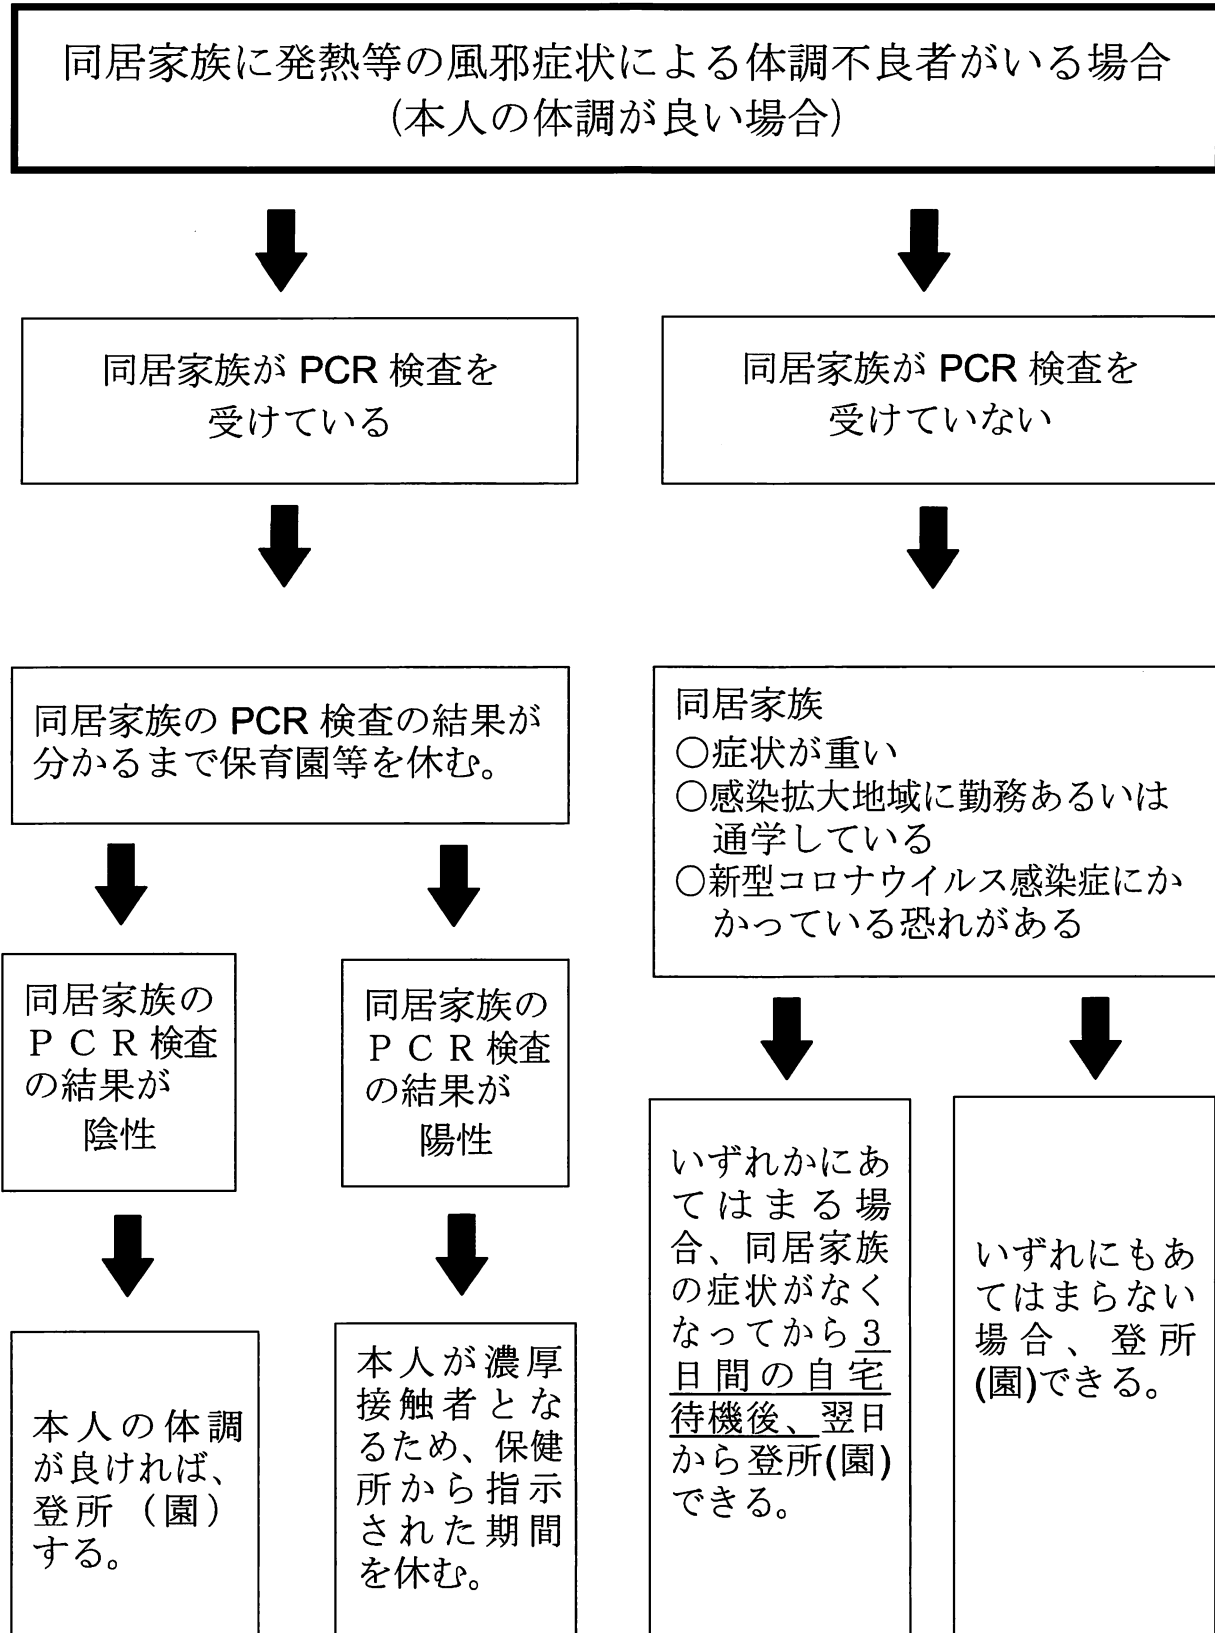 同居家族に発熱等の風邪症状による体調不良者がいる場合
(本人の体調が良い場合)
同居家族が PCR 検査を
受けている
同居家族が PCR 検査を
受けていない
同居家族の PCR 検査の結果が
分かるまで保育園等を休む。
同居家族
○症状が重い
○感染拡大地域に勤務あるいは
通学している
○新型コロナウイルス感染症にか
かっている恐れがある
同居家族の
ＰＣＲ検査
の結果が
陰性
同居家族の
ＰＣＲ検査
の結果が
陽性
いずれかにあ
てはまる場
合、同居家族
の症状がなく
なってから3
日間の自宅
待機後、翌日
から登所(園)
できる。
いずれにもあ
てはまらない
場合、登所
(園)できる。
本人の体調
が良ければ、
登所（園）
する。
本人が濃厚
接触者とな
るため、保健
所から指示
された期間
を休む。